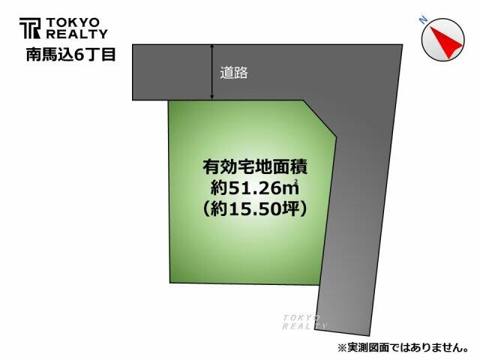 TOKYO
REALTY
南馬込6丁目
N
道路
有効宅地面積
約51.26㎡
(約15.50坪)
TOKYO
REALTY
※実測図面ではありません。